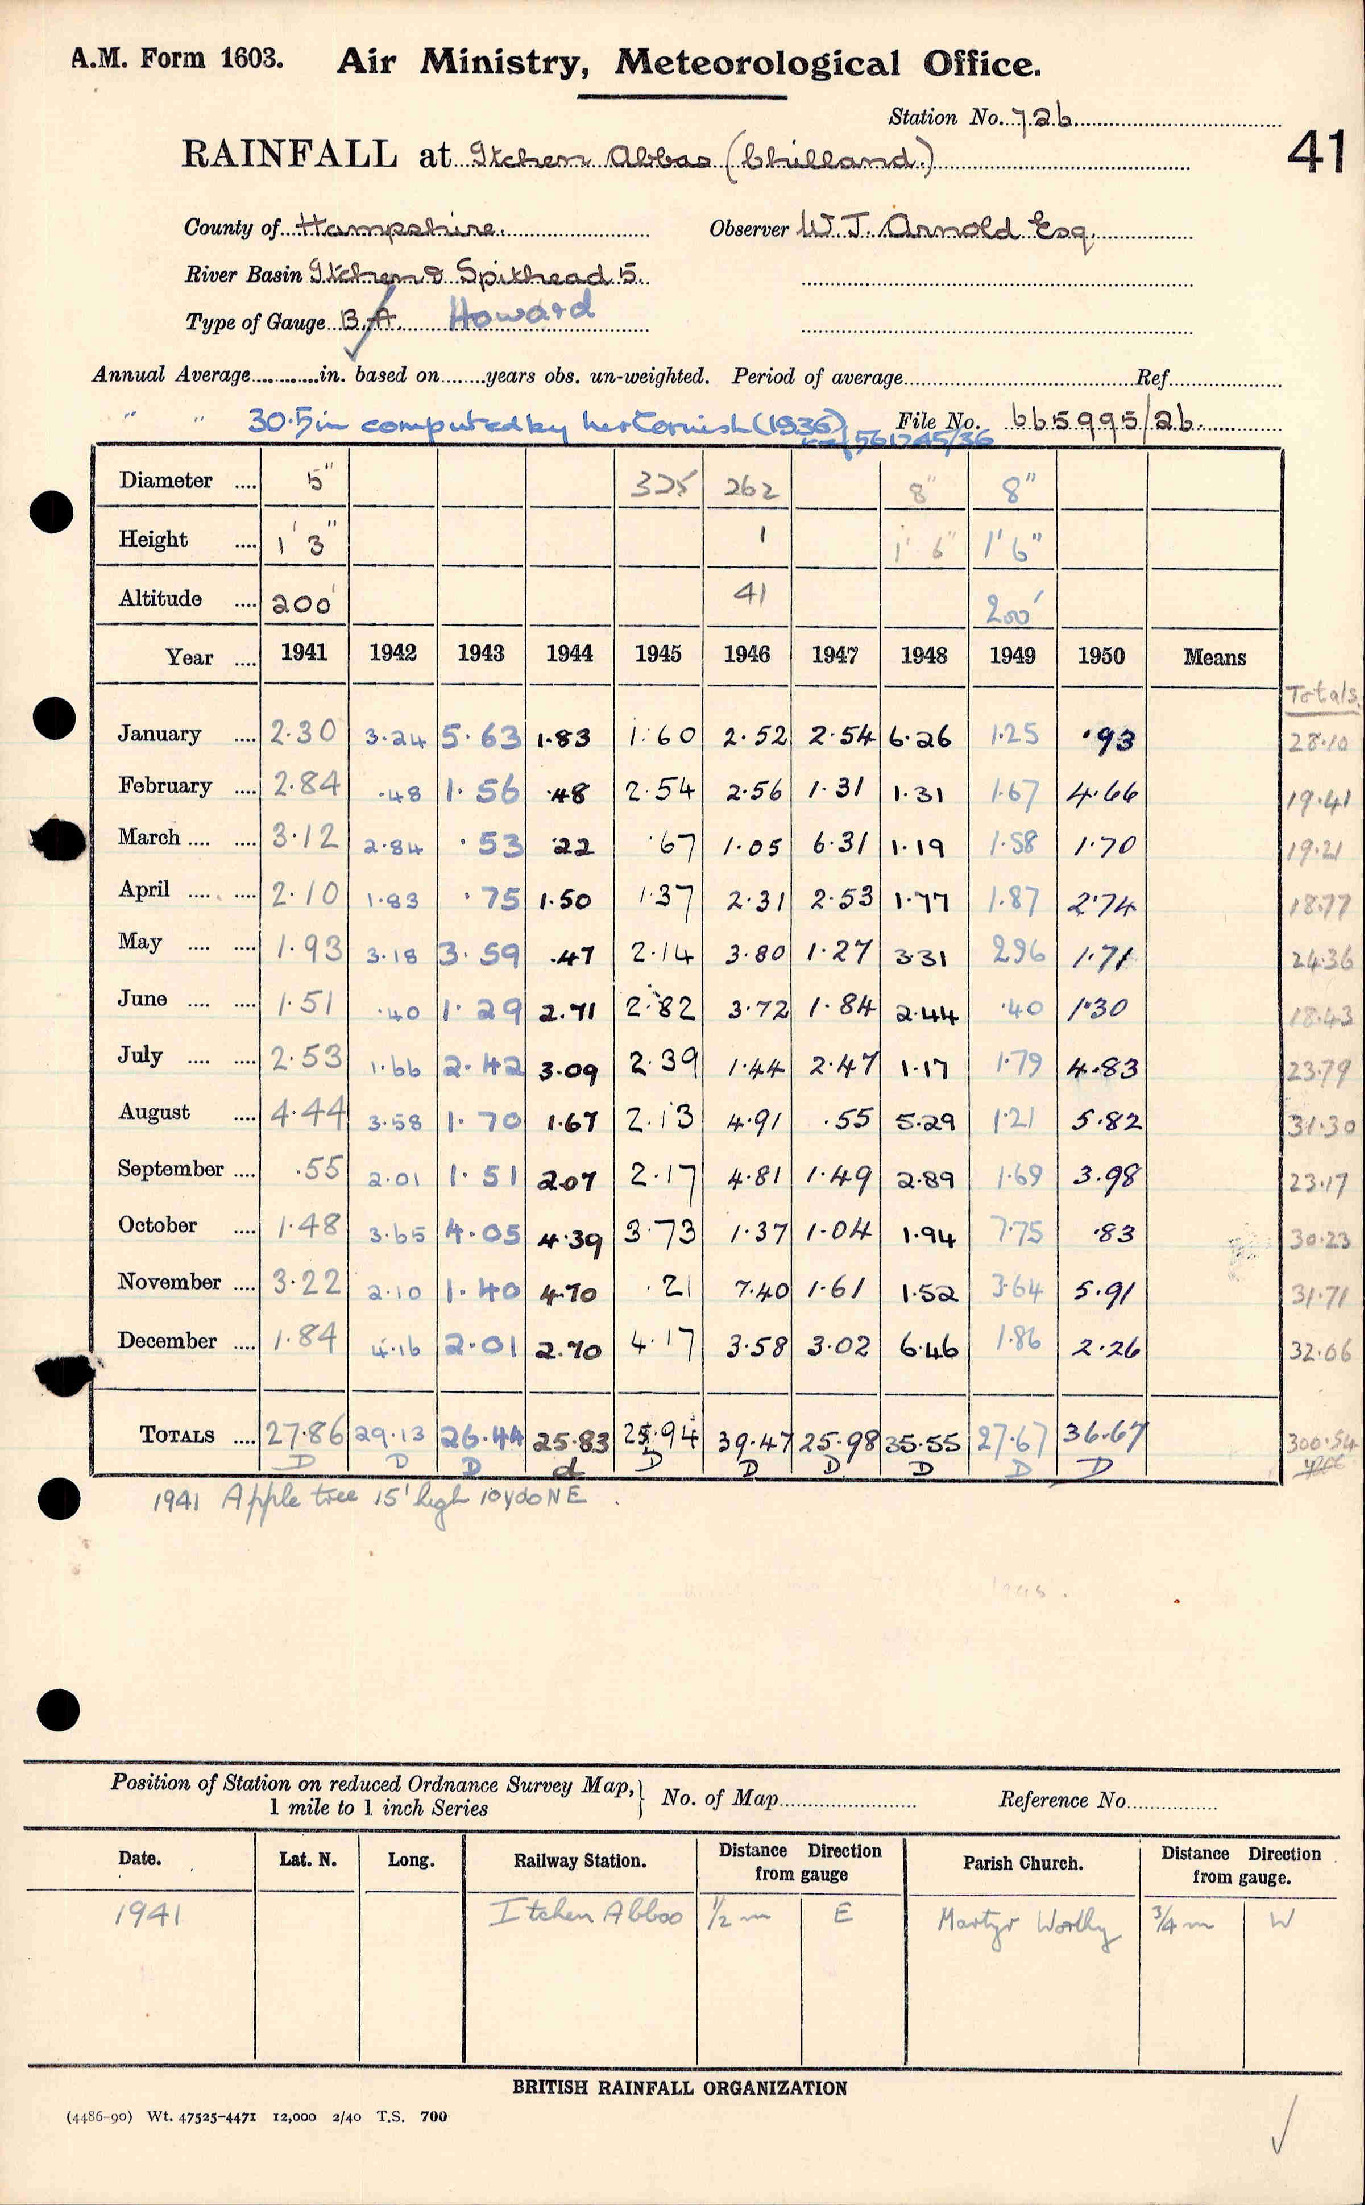 A.M. Form 1603. Air Ministry, Meteorological Office.
Station No. 726
RAINFALL at Itchen Abbas (Chilland.) 41
County of Hampshire. Observer W. J. Arnold Esq.
River Basin Itchen & Spithead 5.
Type of Gauge B.A. Howard
Annual Average............in. based on........years obs. un-weighted. Period of average........Ref........
" " 30.5 in computed by (1936) File No. 665995/26
561745/36
Diameter .... 5" 325 262 8" 8"
Height .... 1' 3" 1 1' 6" 1' 6"
Altitude .... 200' 41 200'
Year .... 1941 1942 1943 1944 1945 1946 1947 1948 1949 1950 Means
Totals
January .... 2.30 3.24 5.63 1.83 1.60 2.52 2.54 6.26 1.25 .93 28.10
February .... 2.84 .48 1.56 .48 2.54 2.56 1.31 1.31 1.67 4.66 19.41
March .... .... 3.12 2.84 .53 .22 .67 1.05 6.31 1.19 1.58 1.70 19.21
April .... .... 2.10 1.83 .75 1.50 1.37 2.31 2.53 1.77 1.87 2.74 18.77
May .... .... 1.93 3.18 3.59 .47 2.14 3.80 1.27 3.31 2.96 1.71 24.36
June .... .... 1.51 .40 1.29 2.71 2.82 3.72 1.84 2.44 .40 1.30 18.43
July .... .... 2.53 1.66 2.42 3.09 2.39 1.44 2.47 1.17 1.79 4.83 23.79
August .... 4.44 3.58 1.70 1.67 2.13 4.91 .55 5.29 1.21 5.82 31.30
September .... .55 2.01 1.51 2.07 2.17 4.81 1.49 2.89 1.69 3.98 23.17
October .... 1.48 3.65 4.05 4.39 3.73 1.37 1.04 1.94 7.75 .83 30.23
November .... 3.22 2.10 1.40 4.70 .21 7.40 1.61 1.52 3.64 5.91 31.71
December .... 1.84 4.16 2.01 2.70 4.17 3.58 3.02 6.46 1.86 2.26 32.06
TOTALS .... 27.86 29.13 26.44 25.83 25.94 39.47 25.98 35.55 27.67 36.67 300.54
D D D d D D D D D D
1941 Apple tree 15' high 10 yds NE.
Position of Station on reduced Ordnance Survey Map, 1 mile to 1 inch Series } No. of Map........ Reference No........
Date. Lat. N. Long. Railway Station. Distance Direction from gauge Parish Church. Distance Direction from gauge.
1941 Itchen Abbas 1/2 m E Martyr Worthy 3/4 m W
BRITISH RAINFALL ORGANIZATION
(4486-90) Wt. 47525-4471 12,000 2/40 T.S. 700